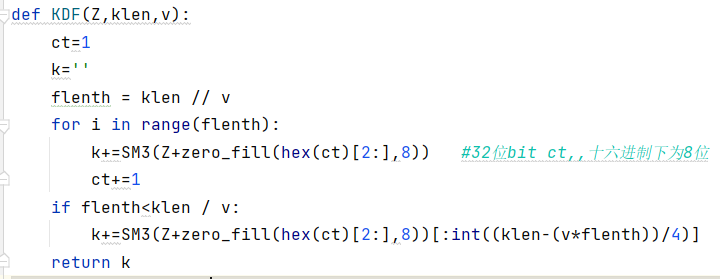 def KDF(Z,klen,v):
    ct=1
    k=''
    flenth = klen // v
    for i in range(flenth):
        k+=SM3(Z+zero_fill(hex(ct)[2:],8))   #32位bit ct,,十六进制下为8位
        ct+=1
    if flenth<klen / v:
        k+=SM3(Z+zero_fill(hex(ct)[2:],8))[:int((klen-(v*flenth))/4)]
    return k